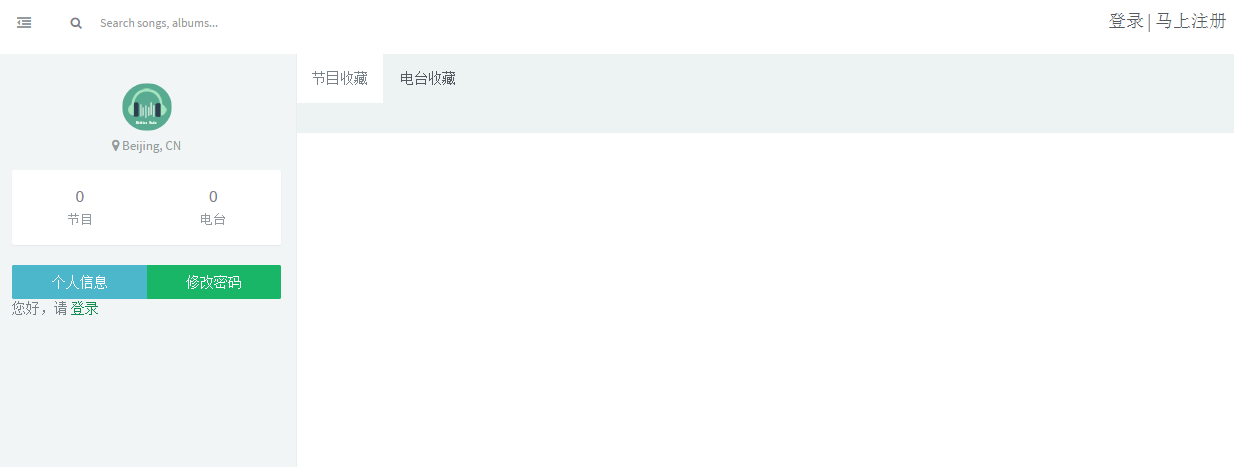 Search songs, albums...
登录 | 马上注册
节目收藏 电台收藏
Beijing, CN
0 0
节目 电台
个人信息 修改密码
您好，请 登录